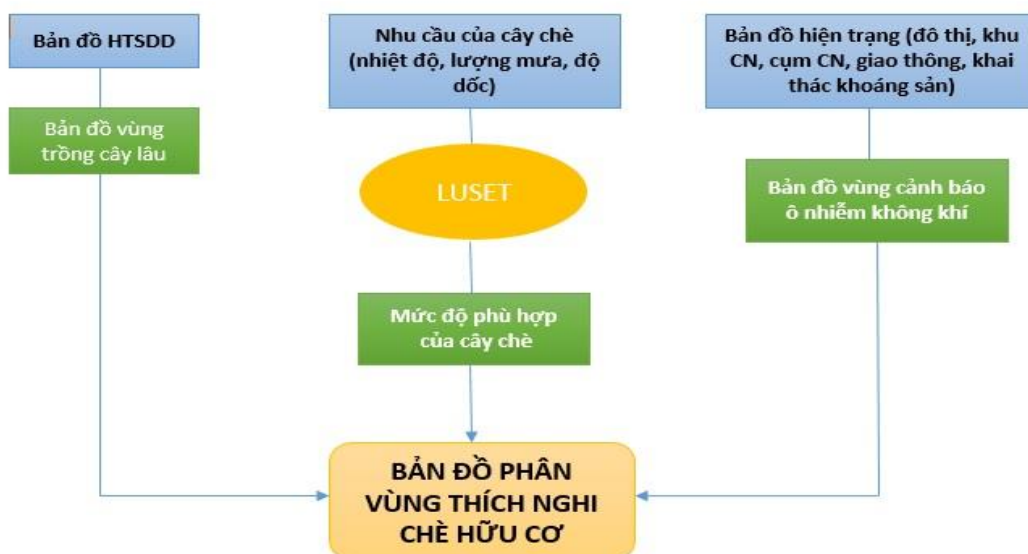 Bản đồ HTSDD
Bản đồ vùng
trồng cây lâu
Nhu cầu của cây chè
(nhiệt độ, lượng mưa, độ
dốc)
LUSET
Mức độ phù hợp
của cây chè
Bản đồ hiện trạng (đô thị, khu
CN, cụm CN, giao thông, khai
thác khoáng sản)
Bản đồ vùng cảnh báo
ô nhiễm không khí
BẢN ĐỒ PHÂN
VÙNG THÍCH NGHI
CHÈ HỮU CƠ